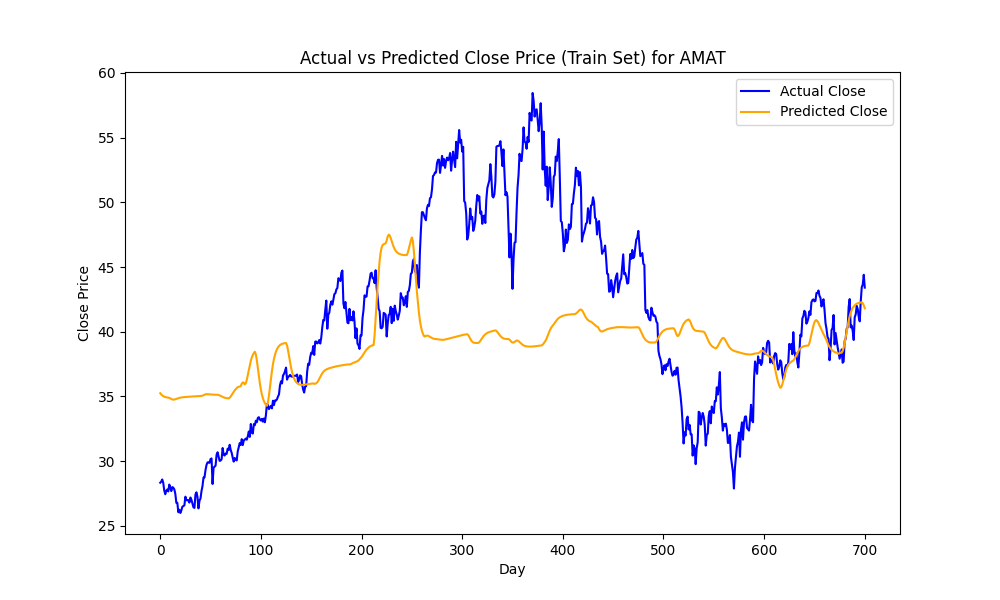 Actual vs Predicted Close Price (Train Set) for AMAT
Actual Close
Predicted Close
Close Price
60
55
50
45
40
35
30
25
0 100 200 300 400 500 600 700
Day